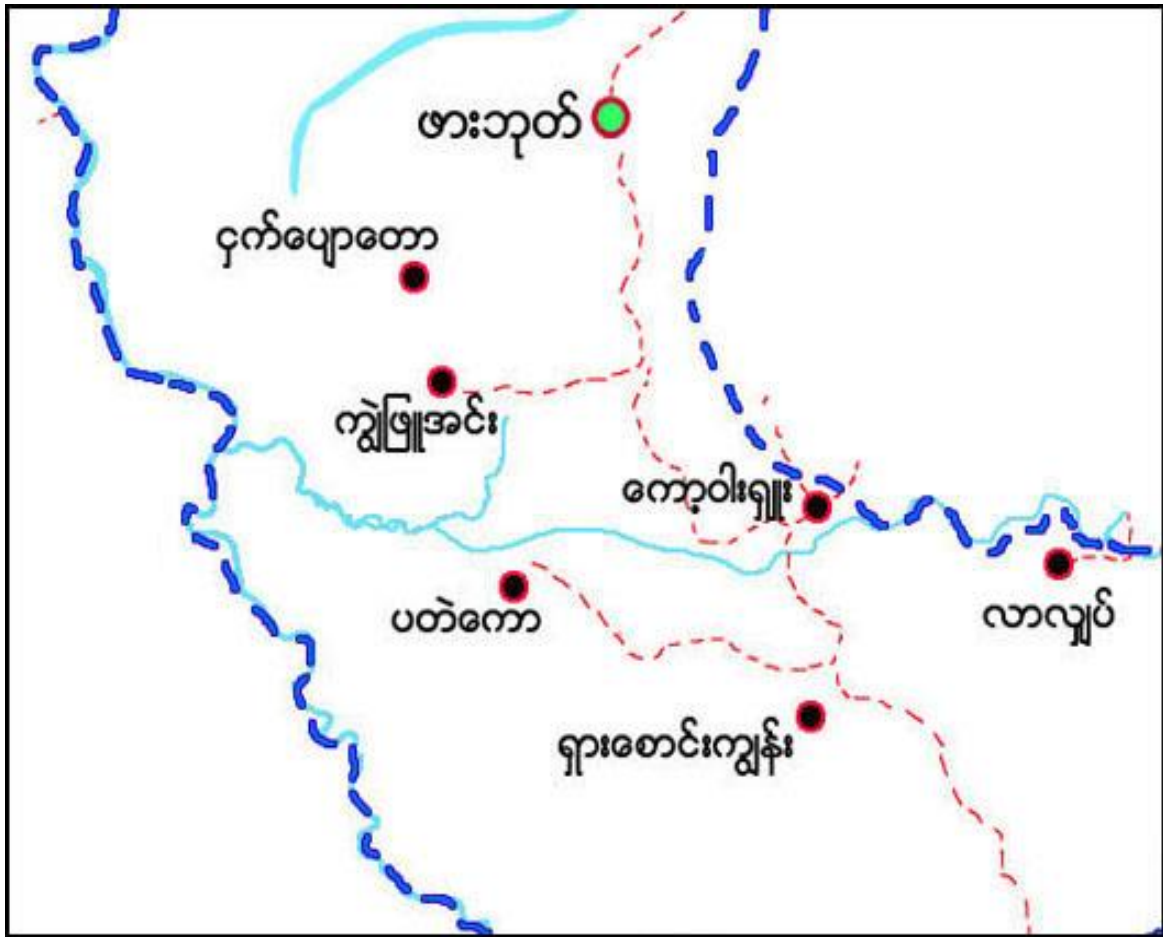 ဖားဘုတ်
ငှက်ပျောတော
ကျွဲဖြူအင်း
ကော့ဝါးရှူး
လာလျှပ်
ပတဲကော
ရှားစောင်းကျွန်း